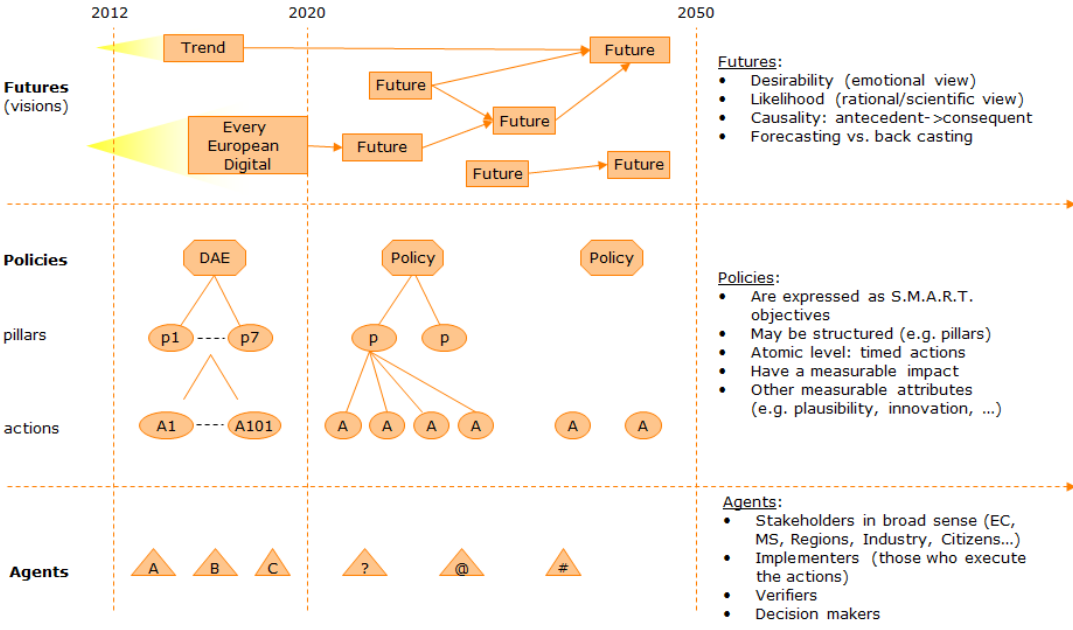 2012 2020 2050
Trend
Future
Futures
(visions)
Future
Future
Every
European
Digital
Future
Future
Future
Futures:
• Desirability (emotional view)
• Likelihood (rational/scientific view)
• Causality: antecedent->consequent
• Forecasting vs. back casting
Policies
DAE
Policy
Policy
pillars
p1
p7
p
p
actions
A1
A101
A
A
A
A
A
A
Policies:
• Are expressed as S.M.A.R.T.
objectives
• May be structured (e.g. pillars)
• Atomic level: timed actions
• Have a measurable impact
• Other measurable attributes
(e.g. plausibility, innovation, …)
Agents
A
B
C
?
@
#
Agents:
• Stakeholders in broad sense (EC,
MS, Regions, Industry, Citizens…)
• Implementers (those who execute
the actions)
• Verifiers
• Decision makers